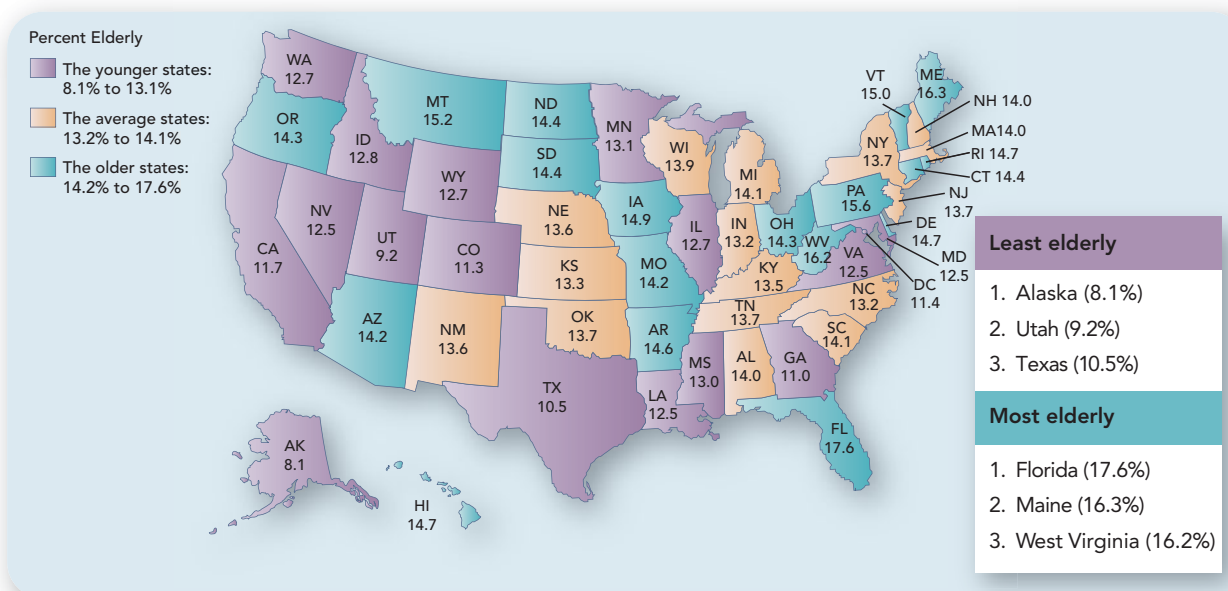 Percent Elderly
The younger states:
8.1% to 13.1%
The average states:
13.2% to 14.1%
The older states:
14.2% to 17.6%
WA
12.7
OR
14.3
ID
12.8
MT
15.2
ND
14.4
SD
14.4
MN
13.1
WI
13.9
MI
14.1
WY
12.7
NE
13.6
IA
14.9
CA
11.7
NV
12.5
UT
9.2
CO
11.3
KS
13.3
MO
14.2
IL
12.7
IN
13.2
OH
14.3
KY
13.5
WV
16.2
VA
12.5
PA
15.6
NY
13.7
VT
15.0
ME
16.3
NH 14.0
MA14.0
RI 14.7
CT 14.4
NJ
13.7
DE
14.7
MD
12.5
DC
11.4
AZ
14.2
NM
13.6
OK
13.7
AR
14.6
TN
13.7
NC
13.2
SC
14.1
TX
10.5
LA
12.5
MS
13.0
AL
14.0
GA
11.0
FL
17.6
AK
8.1
HI
14.7
Least elderly
1. Alaska (8.1%)
2. Utah (9.2%)
3. Texas (10.5%)
Most elderly
1. Florida (17.6%)
2. Maine (16.3%)
3. West Virginia (16.2%)